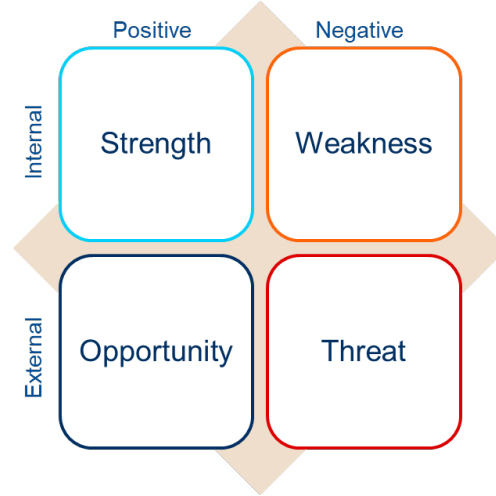 Positive
Negative
Internal
Strength
Weakness
External
Opportunity
Threat